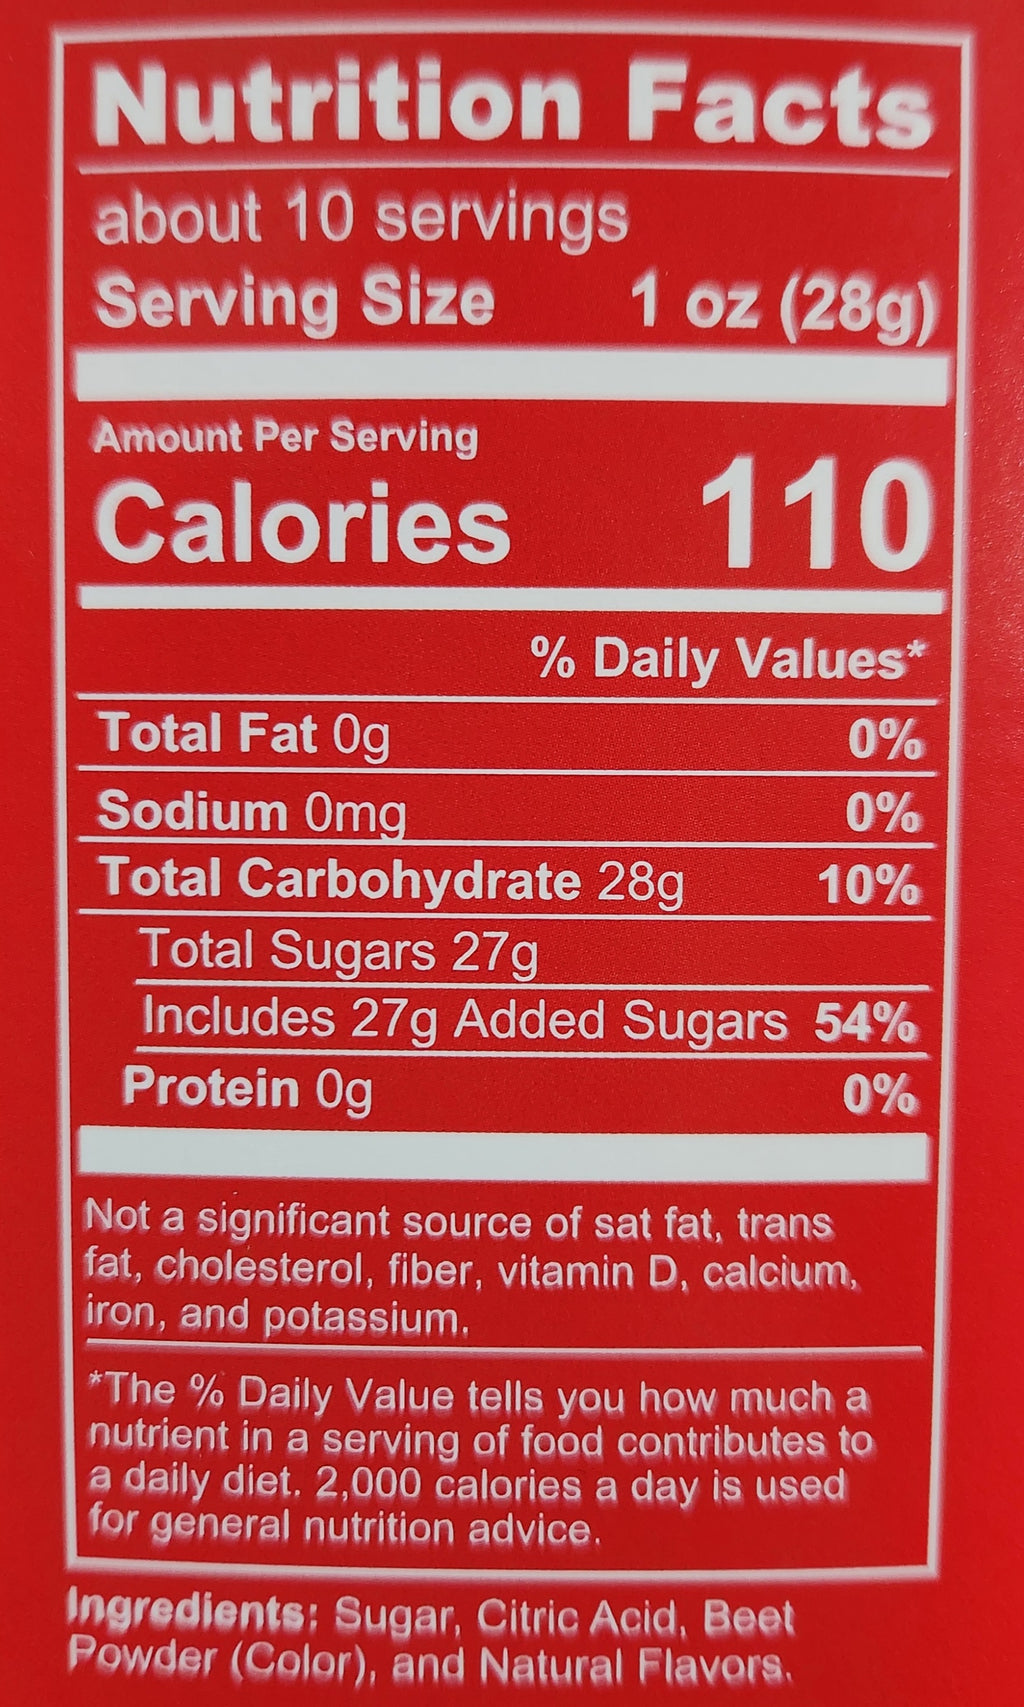 Nutrition Facts
about 10 servings
Serving Size 1 oz (28g)
Amount Per Serving
Calories 110
% Daily Values*
Total Fat 0g 0%
Sodium 0mg 0%
Total Carbohydrate 28g 10%
Total Sugars 27g
Includes 27g Added Sugars 54%
Protein 0g 0%
Not a significant source of sat fat, trans
fat, cholesterol, fiber, vitamin D, calcium,
iron, and potassium.
*The % Daily Value tells you how much a
nutrient in a serving of food contributes to
a daily diet. 2,000 calories a day is used
for general nutrition advice.
Ingredients: Sugar, Citric Acid, Beet
Powder (Color), and Natural Flavors.